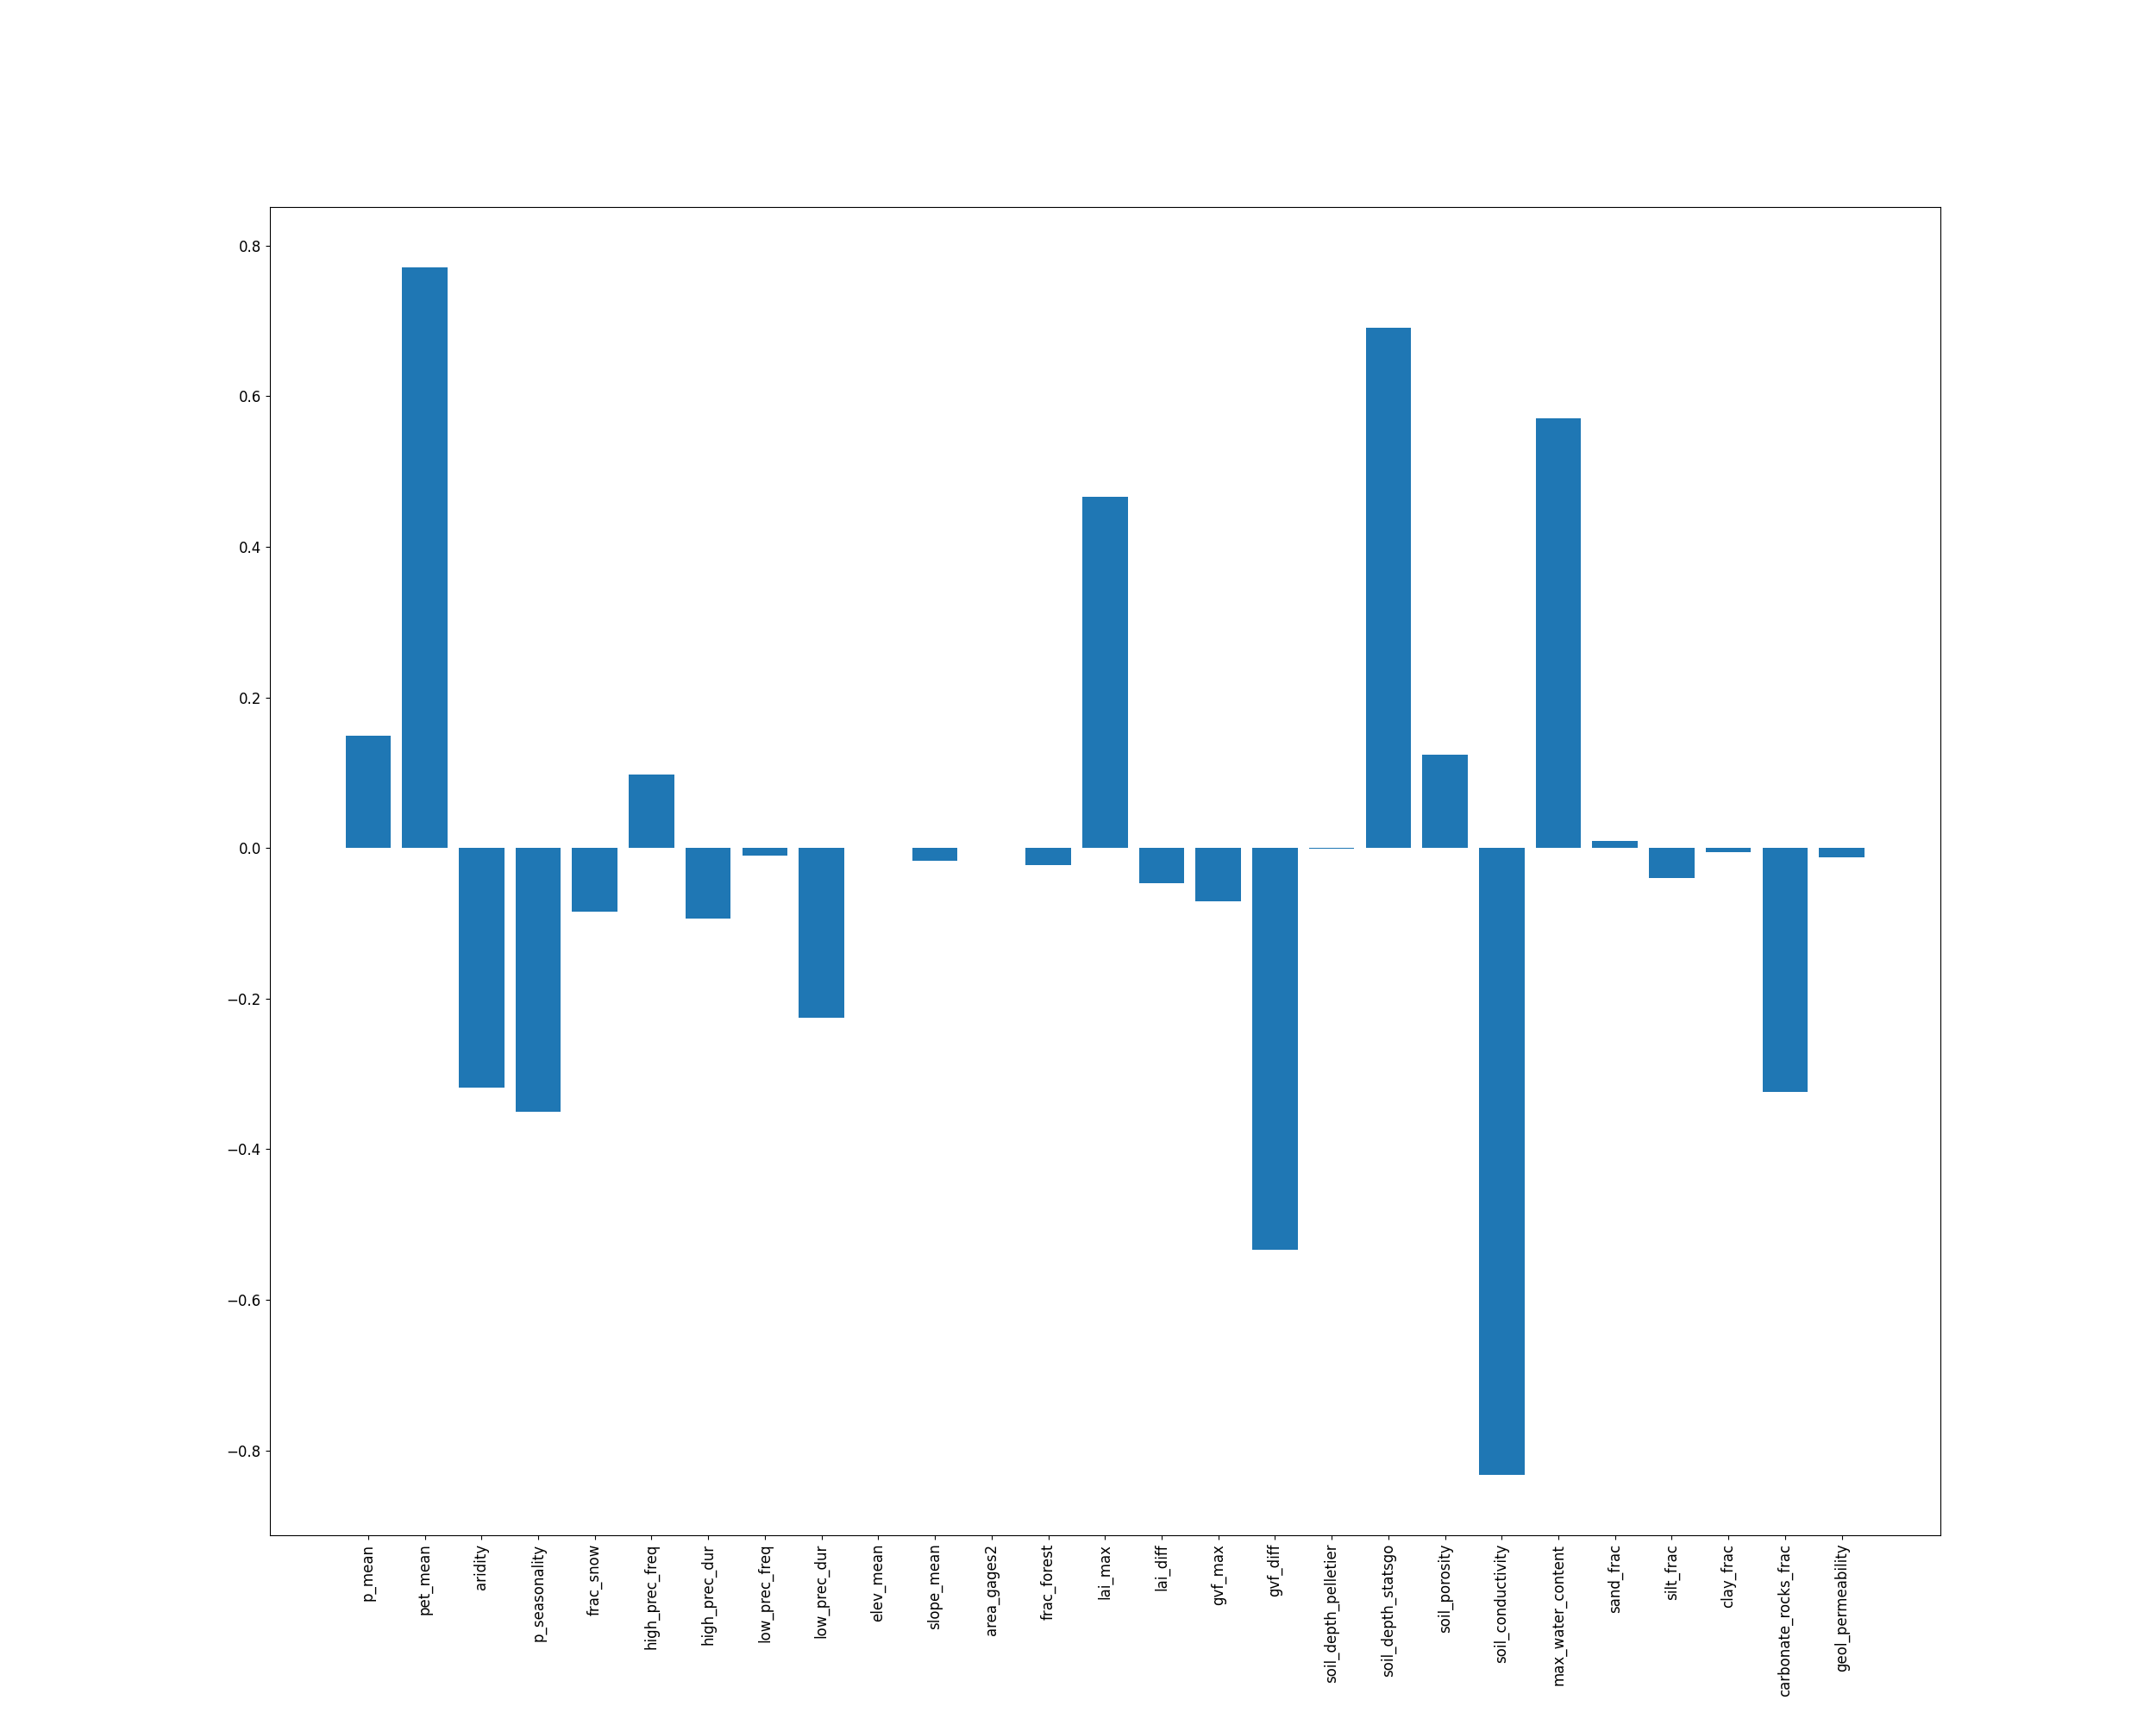 0.8
0.6
0.4
0.2
0.0
−0.2
−0.4
−0.6
−0.8
p_mean
pet_mean
aridity
p_seasonality
frac_snow
high_prec_freq
high_prec_dur
low_prec_freq
low_prec_dur
elev_mean
slope_mean
area_gages2
frac_forest
lai_max
lai_diff
gvf_max
gvf_diff
soil_depth_pelletier
soil_depth_statsgo
soil_porosity
soil_conductivity
max_water_content
sand_frac
silt_frac
clay_frac
carbonate_rocks_frac
geol_permeability